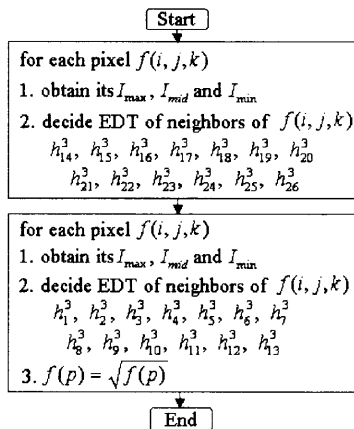 Start
for each pixel f(i, j, k)
1. obtain its I_max, I_mid and I_min
2. decide EDT of neighbors of f(i, j, k)
h^3_14, h^3_15, h^3_16, h^3_17, h^3_18, h^3_19, h^3_20
h^3_21, h^3_22, h^3_23, h^3_24, h^3_25, h^3_26
for each pixel f(i, j,k)
1. obtain its I_max, I_mid and I_min
2. decide EDT of neighbors of f(i, j,k)
h^3_1, h^3_2, h^3_3, h^3_4, h^3_5, h^3_6, h^3_7
h^3_8, h^3_9, h^3_10, h^3_11, h^3_12, h^3_13
3. f(p) = √f(p)
End